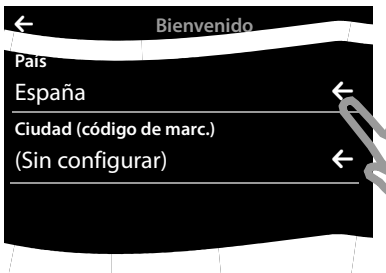 Bienvenido
País
España
Ciudad (código de marc.)
(Sin configurar)